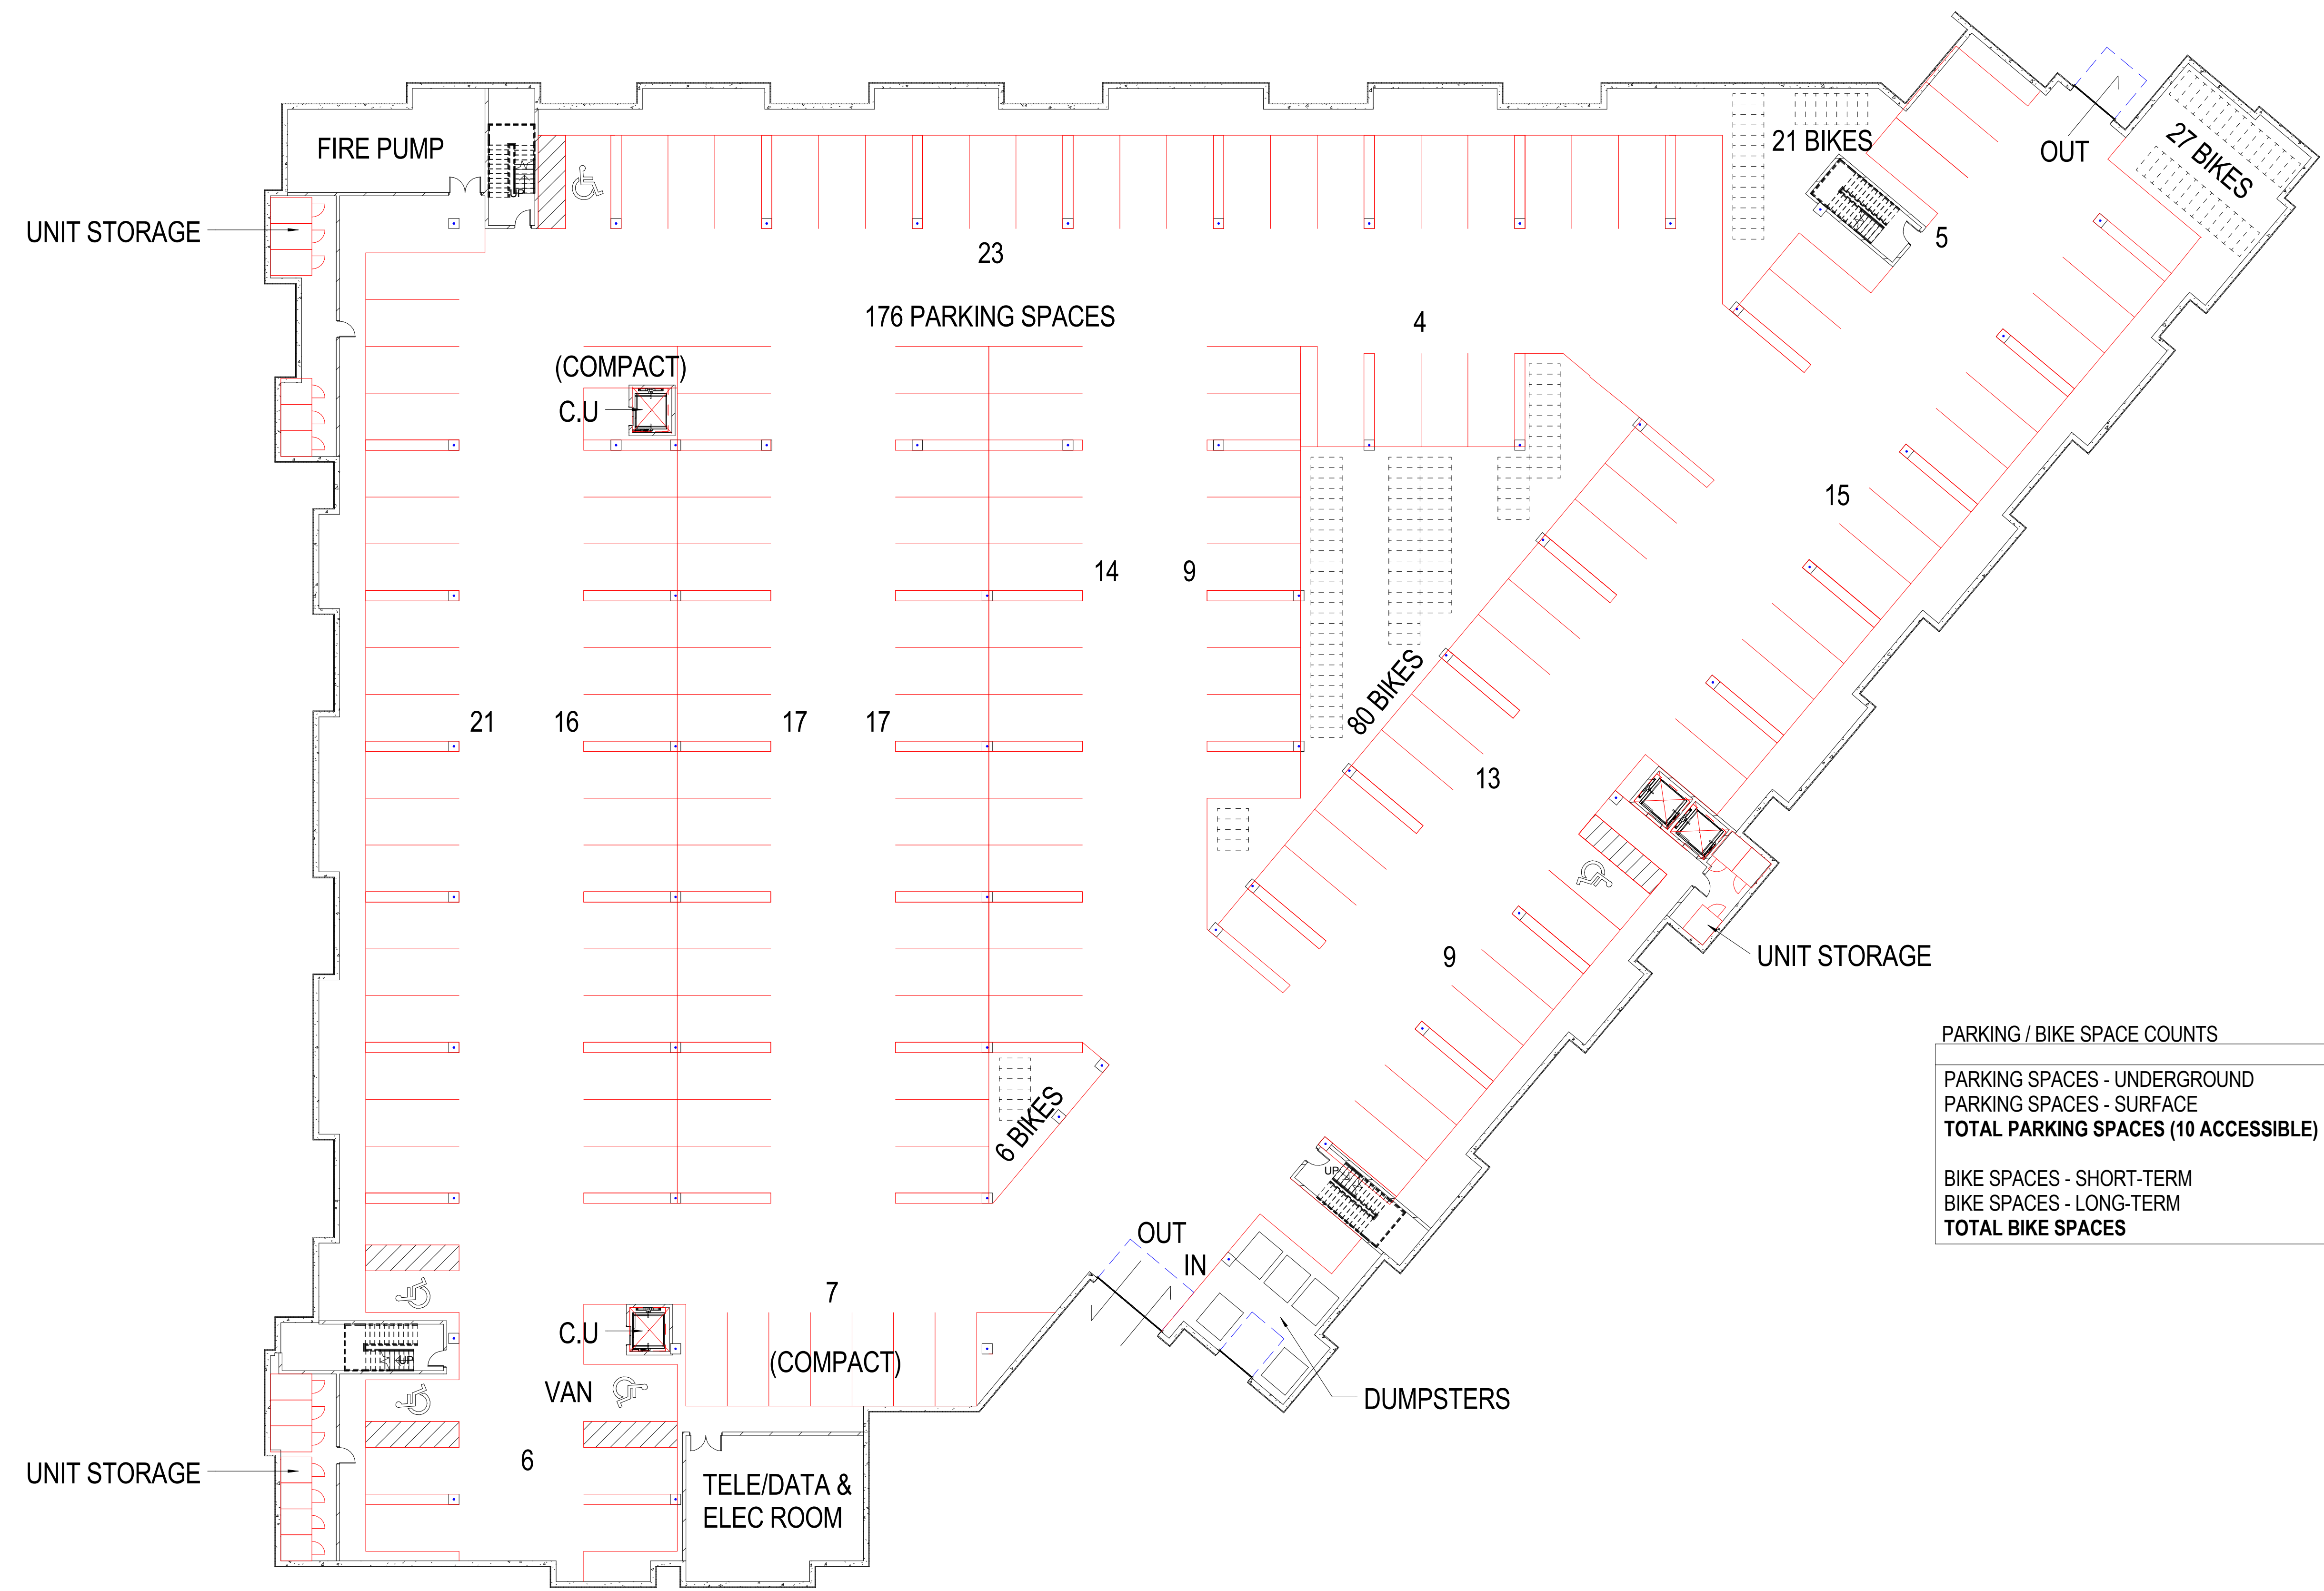 FIRE PUMP
UP
21 BIKES
OUT
27 BIKES
UNIT STORAGE
23
5
176 PARKING SPACES
4
(COMPACT)
C.U
15
14
9
80 BIKES
21
16
17
17
13
9
UNIT STORAGE
PARKING / BIKE SPACE COUNTS
PARKING SPACES - UNDERGROUND
PARKING SPACES - SURFACE
TOTAL PARKING SPACES (10 ACCESSIBLE)
BIKE SPACES - SHORT-TERM
BIKE SPACES - LONG-TERM
TOTAL BIKE SPACES
6 BIKES
UP
OUT
IN
7
C.U
(COMPACT)
UP
VAN
DUMPSTERS
6
UNIT STORAGE
TELE/DATA &
ELEC ROOM